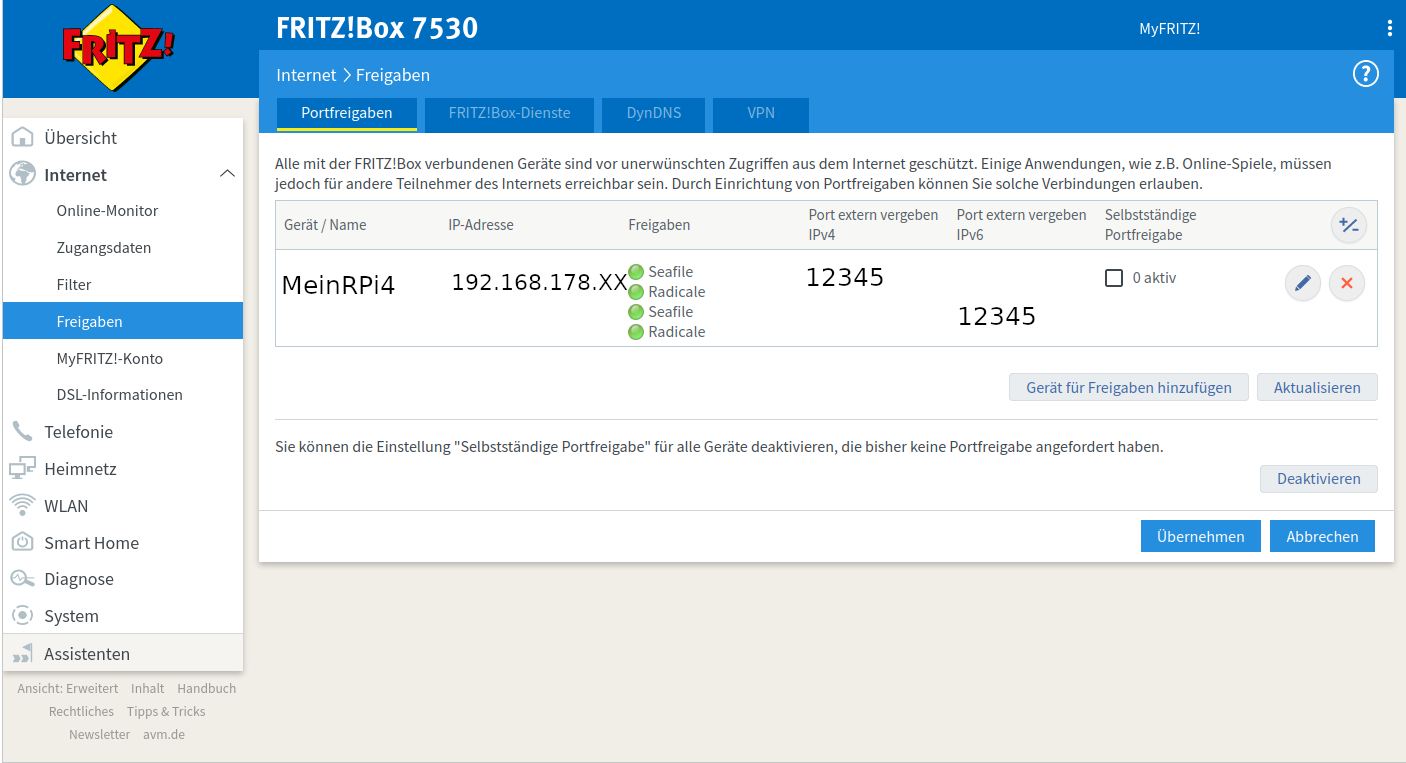 FRITZ!
FRITZ!Box 7530
MyFRITZ!
Internet > Freigaben
?
Portfreigaben
FRITZ!Box-Dienste
DynDNS
VPN
Übersicht
Internet
Online-Monitor
Zugangsdaten
Filter
Freigaben
MyFRITZ!-Konto
DSL-Informationen
Telefonie
Heimnetz
WLAN
Smart Home
Diagnose
System
Assistenten
Ansicht: Erweitert Inhalt Handbuch
Rechtliches Tipps & Tricks
Newsletter avm.de
Alle mit der FRITZ!Box verbundenen Geräte sind vor unerwünschten Zugriffen aus dem Internet geschützt. Einige Anwendungen, wie z.B. Online-Spiele, müssen
jedoch für andere Teilnehmer des Internets erreichbar sein. Durch Einrichtung von Portfreigaben können Sie solche Verbindungen erlauben.
Gerät / Name
IP-Adresse
Freigaben
Port extern vergeben
IPv4
Port extern vergeben
IPv6
Selbstständige
Portfreigabe
MeinRPi4
192.168.178.XX
Seafile
Radicale
Seafile
Radicale
12345
12345
0 aktiv
Gerät für Freigaben hinzufügen
Aktualisieren
Sie können die Einstellung "Selbstständige Portfreigabe" für alle Geräte deaktivieren, die bisher keine Portfreigabe angefordert haben.
Deaktivieren
Übernehmen
Abbrechen